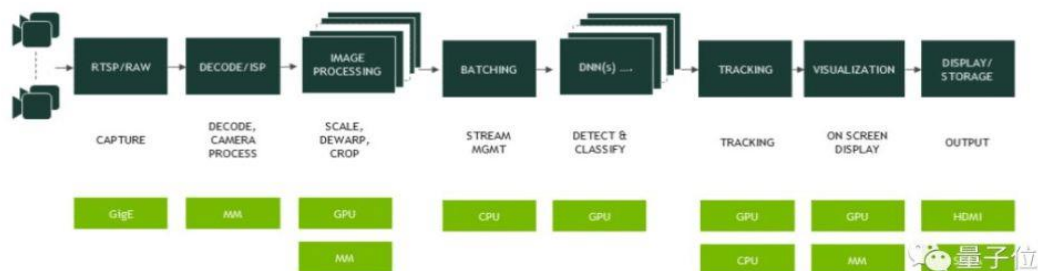 RTSP/RAW
DECODE/ISP
IMAGE
PROCESSING
BATCHING
DNN(s)
TRACKING
VISUALIZATION
DISPLAY/
STORAGE
CAPTURE
DECODE,
CAMERA
PROCESS
SCALE,
DEWARP,
CROP
STREAM
MGMT
DETECT &
CLASSIFY
TRACKING
ON SCREEN
DISPLAY
OUTPUT
GigE
MM
GPU
CPU
GPU
GPU
GPU
HDMI
MM
CPU
MM
量子位